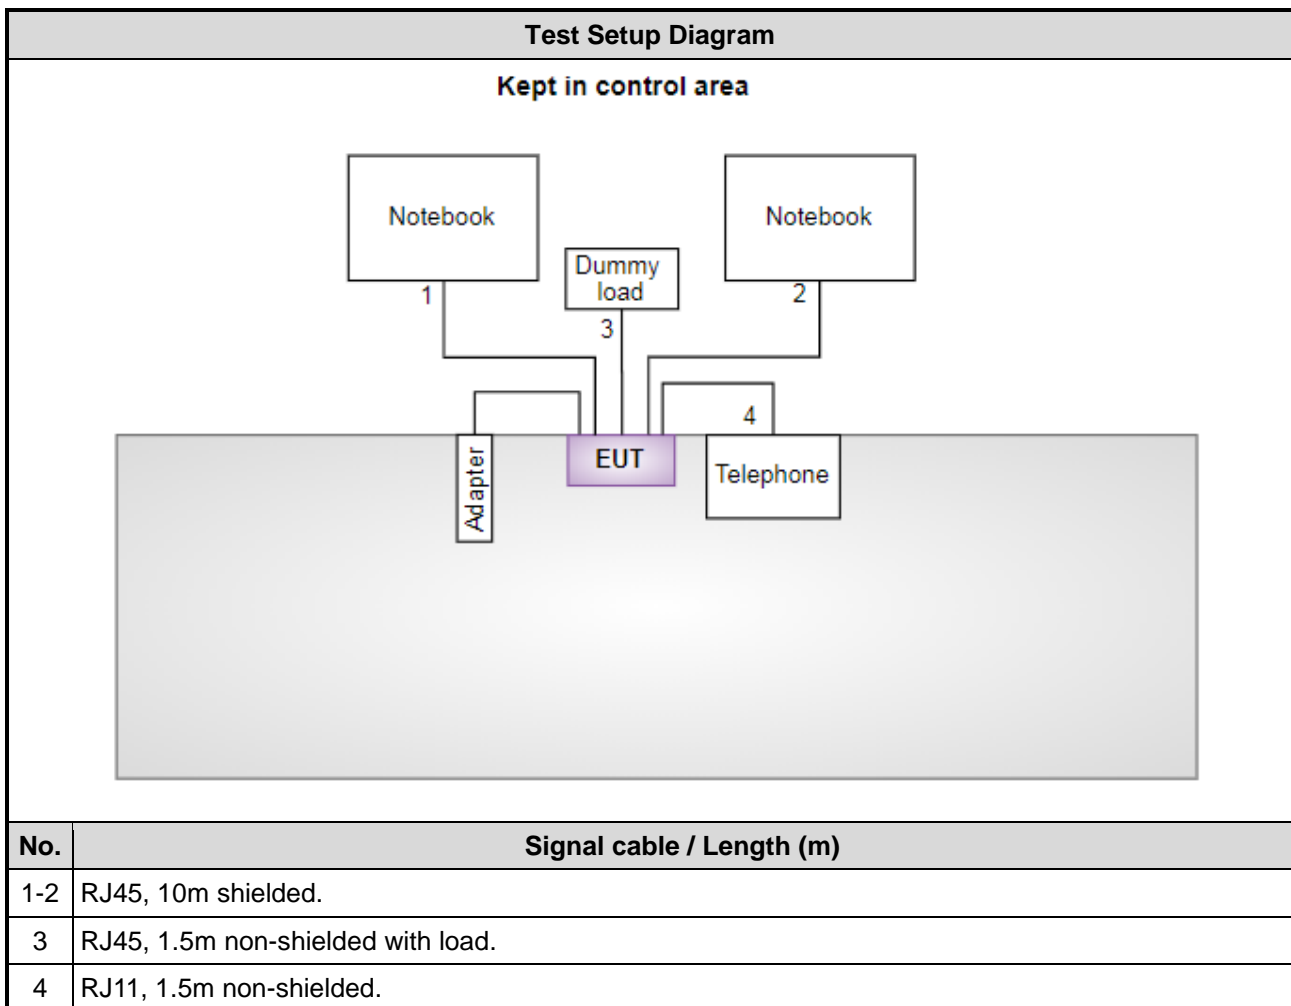 Test Setup Diagram
Kept in control area
Notebook
Notebook
Dummy
load
1
2
3
4
Adapter
EUT
Telephone
No. Signal cable / Length (m)
1-2 RJ45, 10m shielded.
3 RJ45, 1.5m non-shielded with load.
4 RJ11, 1.5m non-shielded.